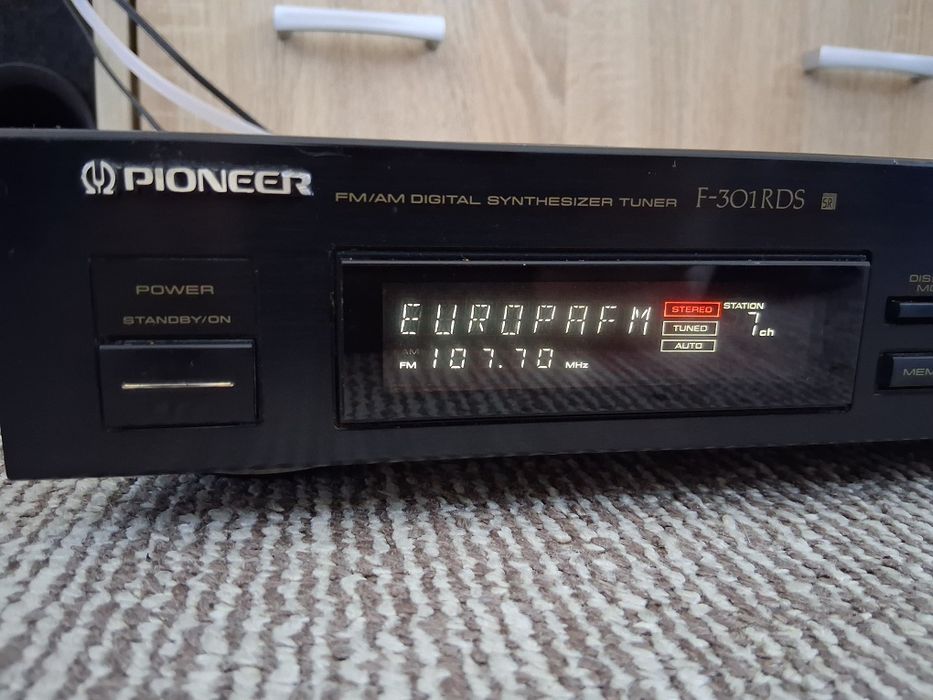 PIONEER
FM/AM DIGITAL SYNTHESIZER TUNER F-301RDS SR
POWER
STANDBY/ON
EUROPAFM
STEREO
TUNED
AUTO
STATION
7ch
AM
FM 107.70 MHz